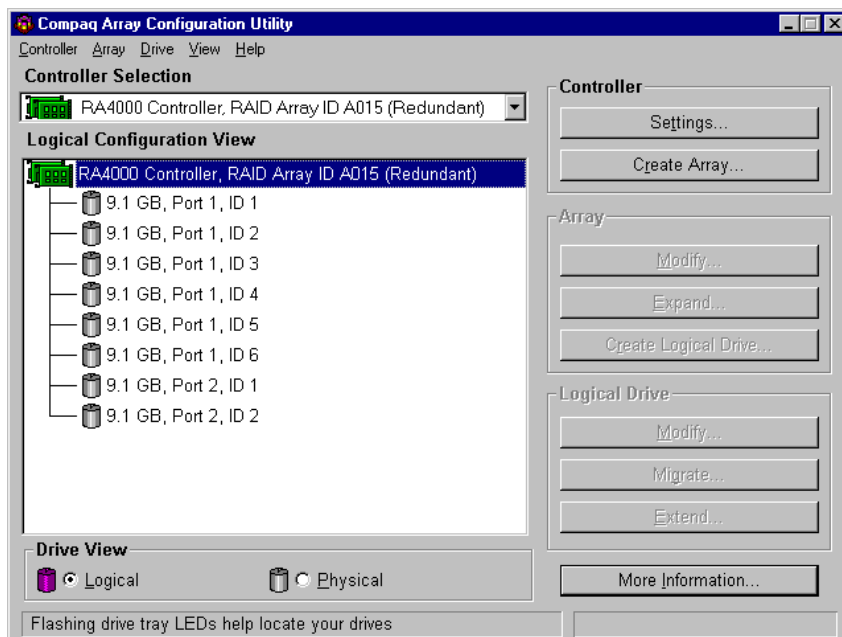 Compaq Array Configuration Utility
Controller Array Drive View Help
Controller Selection
RA4000 Controller, RAID Array ID A015 (Redundant)
Logical Configuration View
RA4000 Controller, RAID Array ID A015 (Redundant)
9.1 GB, Port 1, ID 1
9.1 GB, Port 1, ID 2
9.1 GB, Port 1, ID 3
9.1 GB, Port 1, ID 4
9.1 GB, Port 1, ID 5
9.1 GB, Port 1, ID 6
9.1 GB, Port 2, ID 1
9.1 GB, Port 2, ID 2
Drive View
Logical Physical
Flashing drive tray LEDs help locate your drives
Controller
Settings...
Create Array...
Array
Modify...
Expand...
Create Logical Drive...
Logical Drive
Modify...
Migrate...
Extend...
More Information...